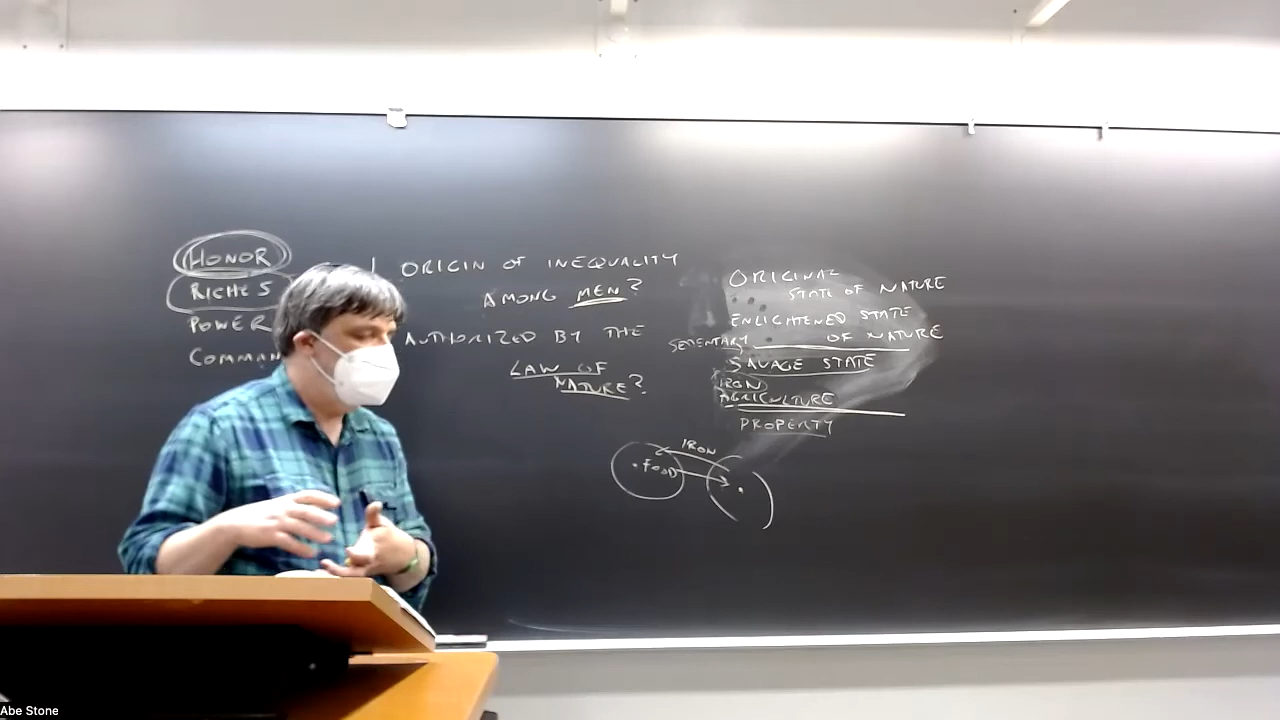 HONOR
RICHES
POWER
COMMAN
ORIGIN OF INEQUALITY
AMONG MEN?
AUTHORIZED BY THE
LAW OF
NATURE?
ORIGINAL
STATE OF NATURE
ENLIGHTENED STATE
OF NATURE
SEDENTARY
SAVAGE STATE
IRON
AGRICULTURE
PROPERTY
IRON
FOOD
Abe Stone